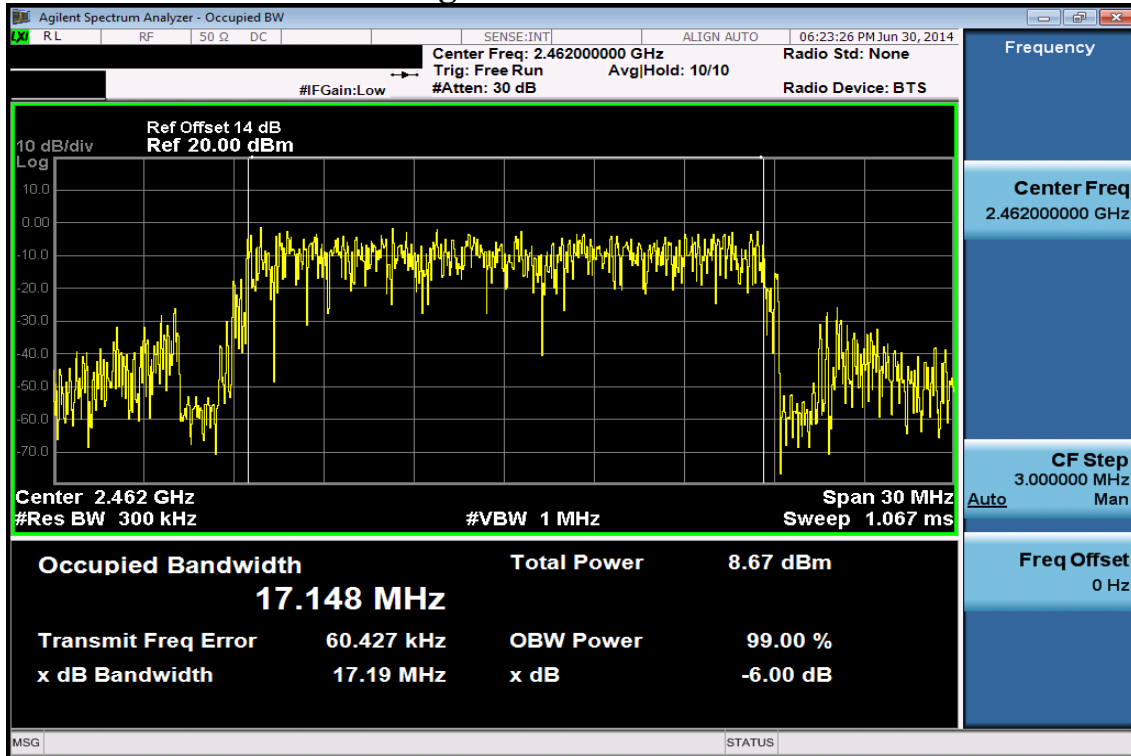 Agilent Spectrum Analyzer - Occupied BW
LXI RL RF 50 Ω DC SENSE:INT ALIGN AUTO 06:23:26 PM Jun 30, 2014
Center Freq: 2.462000000 GHz Radio Std: None
Trig: Free Run Avg|Hold: 10/10
#IFGain:Low #Atten: 30 dB Radio Device: BTS
Frequency
Ref Offset 14 dB
10 dB/div Ref 20.00 dBm
Log
10.0
0.00
-10.0
-20.0
-30.0
-40.0
-50.0
-60.0
-70.0
Center 2.462 GHz Span 30 MHz
#Res BW 300 kHz #VBW 1 MHz Sweep 1.067 ms
Occupied Bandwidth Total Power 8.67 dBm
17.148 MHz
Transmit Freq Error 60.427 kHz OBW Power 99.00 %
x dB Bandwidth 17.19 MHz x dB -6.00 dB
Center Freq
2.462000000 GHz
CF Step
3.000000 MHz
Auto Man
Freq Offset
0 Hz
MSG STATUS